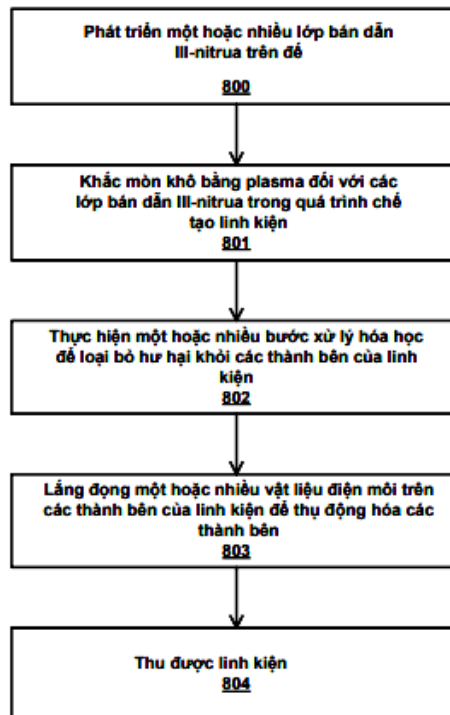 Phát triển một hoặc nhiều lớp bán dẫn
III-nitrua trên đế
800
Khắc mòn khô bằng plasma đối với các
lớp bán dẫn III-nitrua trong quá trình chế
tạo linh kiện
801
Thực hiện một hoặc nhiều bước xử lý hóa học
để loại bỏ hư hại khỏi các thành bên của linh
kiện
802
Lắng đọng một hoặc nhiều vật liệu điện môi trên
các thành bên của linh kiện để thụ động hóa các
thành bên
803
Thu được linh kiện
804